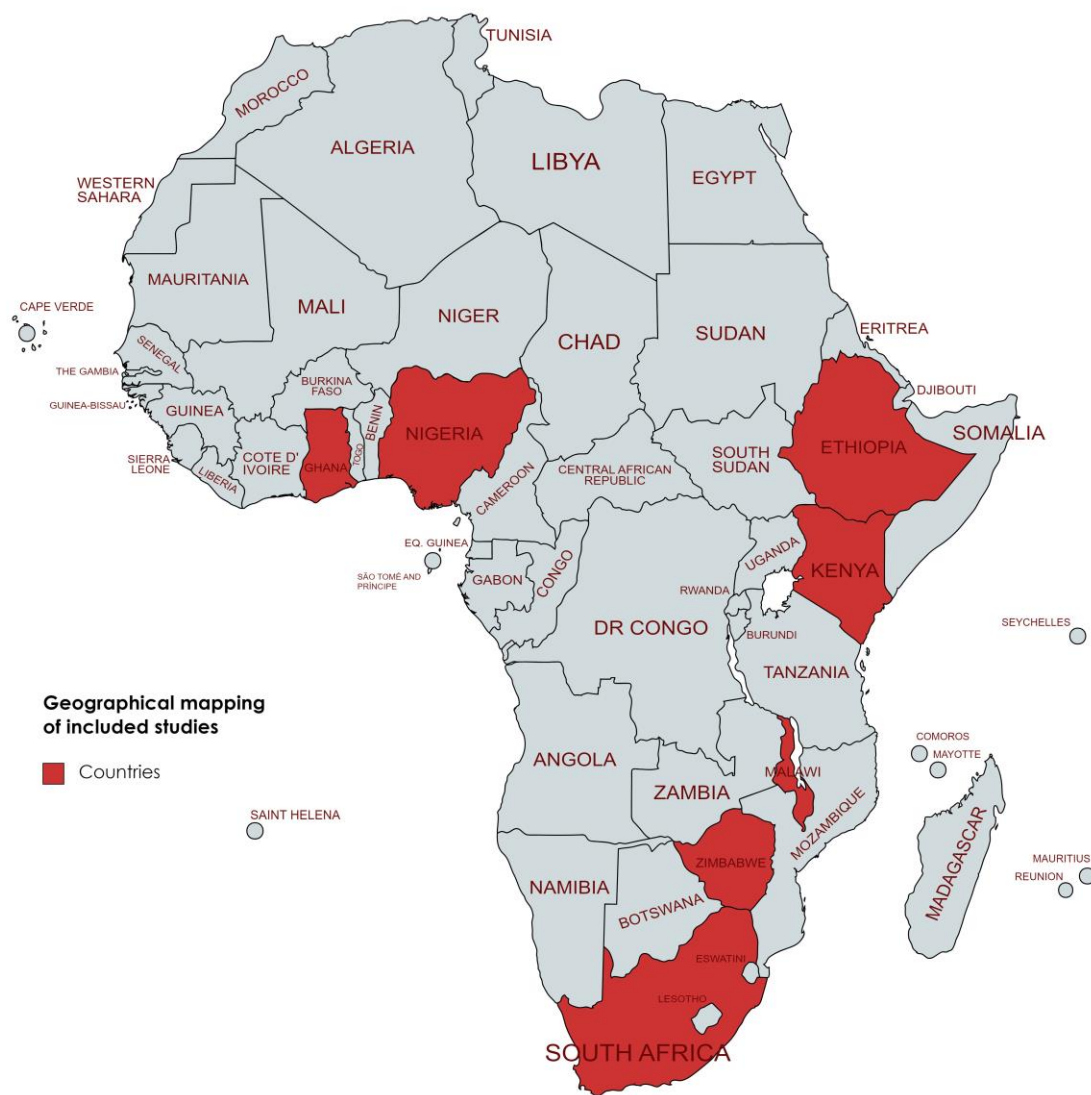 TUNISIA
MOROCCO
ALGERIA
LIBYA
EGYPT
WESTERN
SAHARA
MAURITANIA
MALI
NIGER
CHAD
SUDAN
ERITREA
CAPE VERDE
SENEGAL
THE GAMBIA
BURKINA
FASO
DJIBOUTI
GUINEA-BISSAU
GUINEA
BENIN
NIGERIA
SOMALIA
ETHIOPIA
SOUTH
SUDAN
SIERRA
LEONE
LIBERIA
COTE D'
IVOIRE
GHANA
TOGO
CAMEROON
CENTRAL AFRICAN
REPUBLIC
EQ. GUINEA
UGANDA
KENYA
SÃO TOMÉ AND
PRÍNCIPE
GABON
CONGO
RWANDA
DR CONGO
BURUNDI
SEYCHELLES
TANZANIA
Geographical mapping
of included studies
Countries
ANGOLA
ZAMBIA
MALAWI
COMOROS
MAYOTTE
SAINT HELENA
MOZAMBIQUE
MADAGASCAR
ZIMBABWE
MAURITIUS
REUNION
NAMIBIA
BOTSWANA
ESWATINI
LESOTHO
SOUTH AFRICA